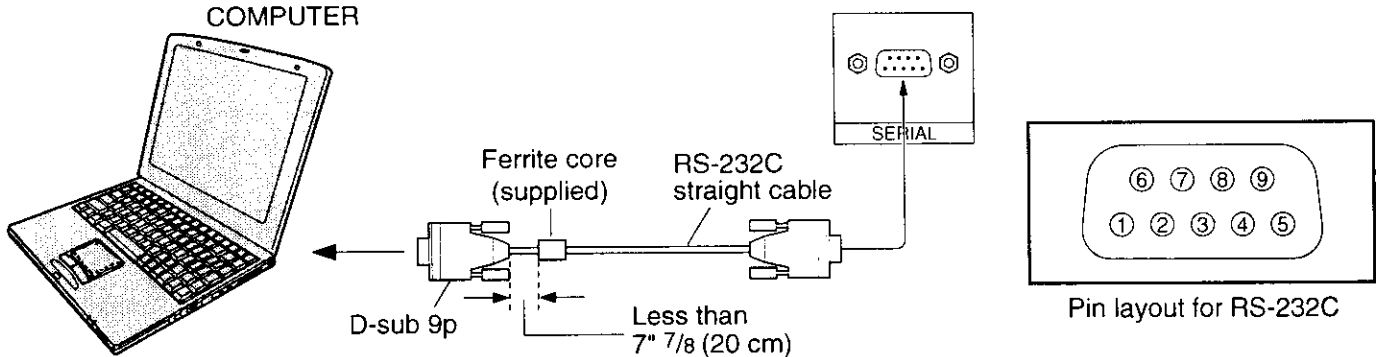 COMPUTER
SERIAL
Ferrite core
(supplied)
RS-232C
straight cable
D-sub 9p
Less than
7" 7/8 (20 cm)
6 7 8 9
1 2 3 4 5
Pin layout for RS-232C